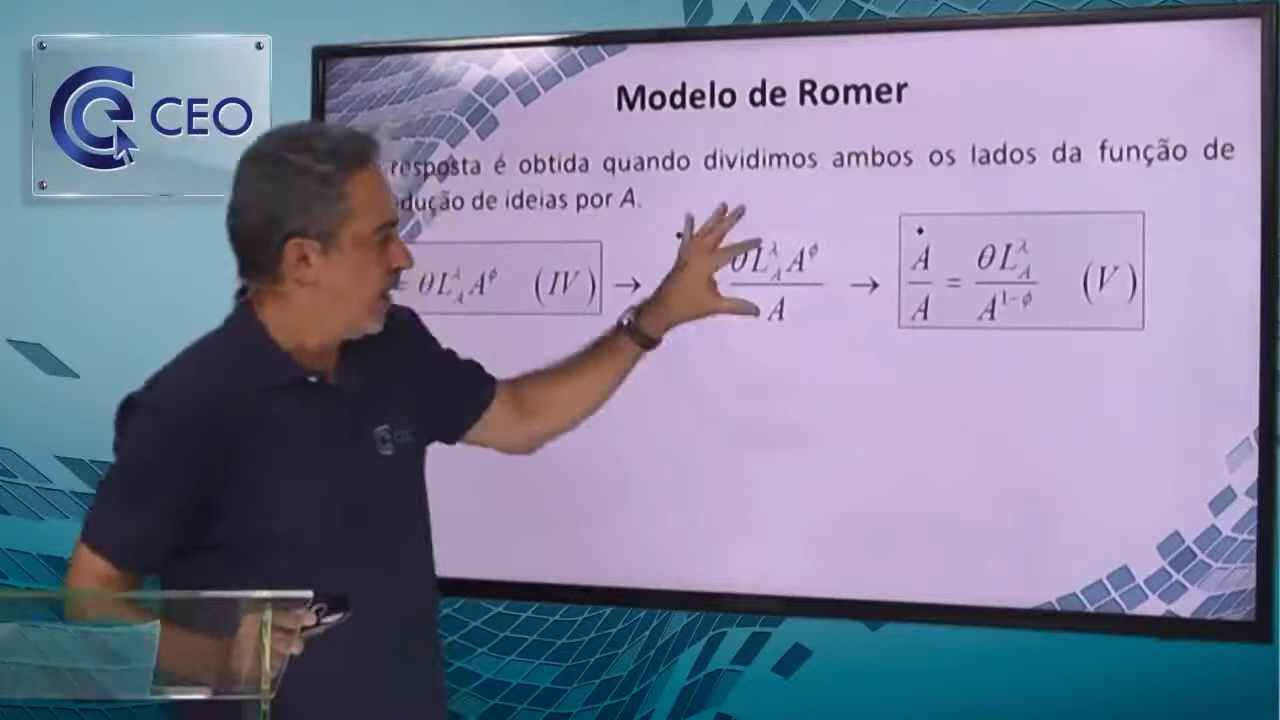 CEO
Modelo de Romer
resposta é obtida quando dividimos ambos os lados da função de
de ideias por A.
= θL_A^λ A^ϕ (IV) → θL_A^λ A^ϕ / A → Ȧ/A = θL_A^λ / A^{1-ϕ} (V)